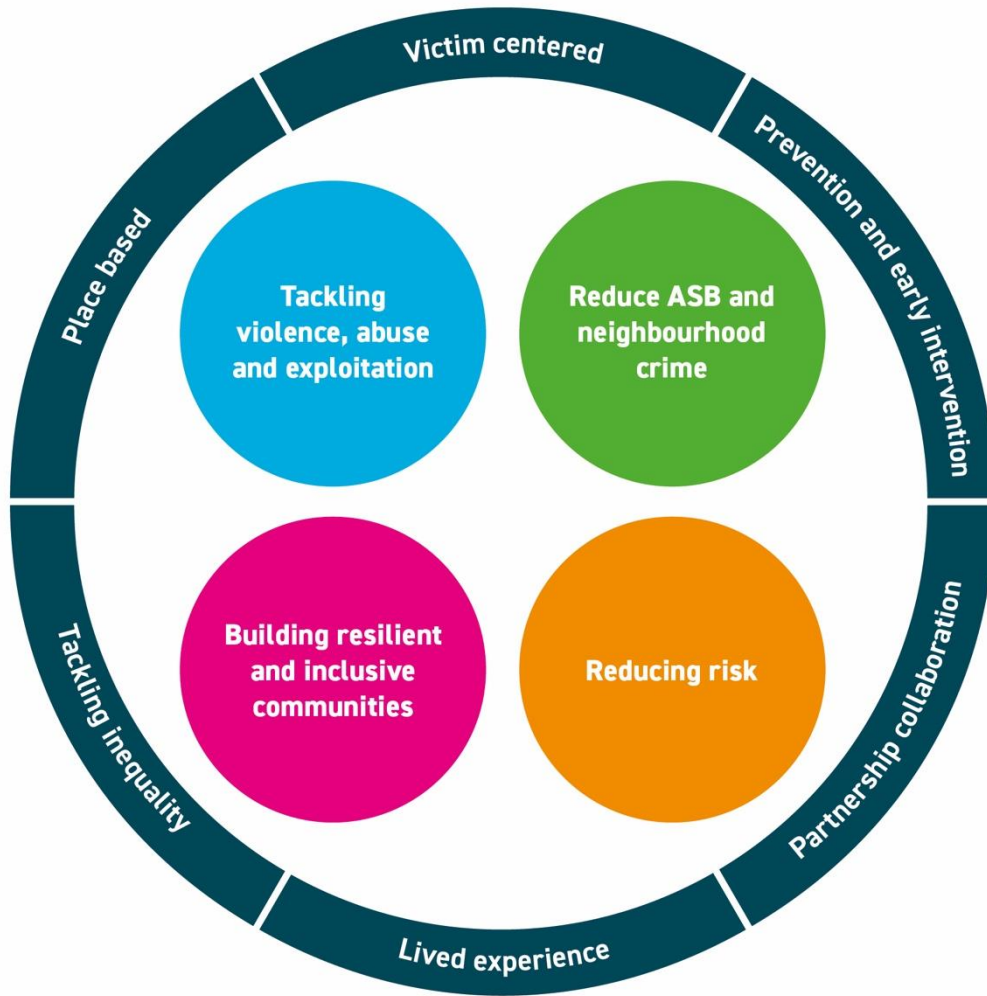 Victim centered
Prevention and early intervention
Partnership collaboration
Lived experience
Tackling inequality
Place based
Tackling
violence, abuse
and exploitation
Reduce ASB and
neighbourhood
crime
Building resilient
and inclusive
communities
Reducing risk